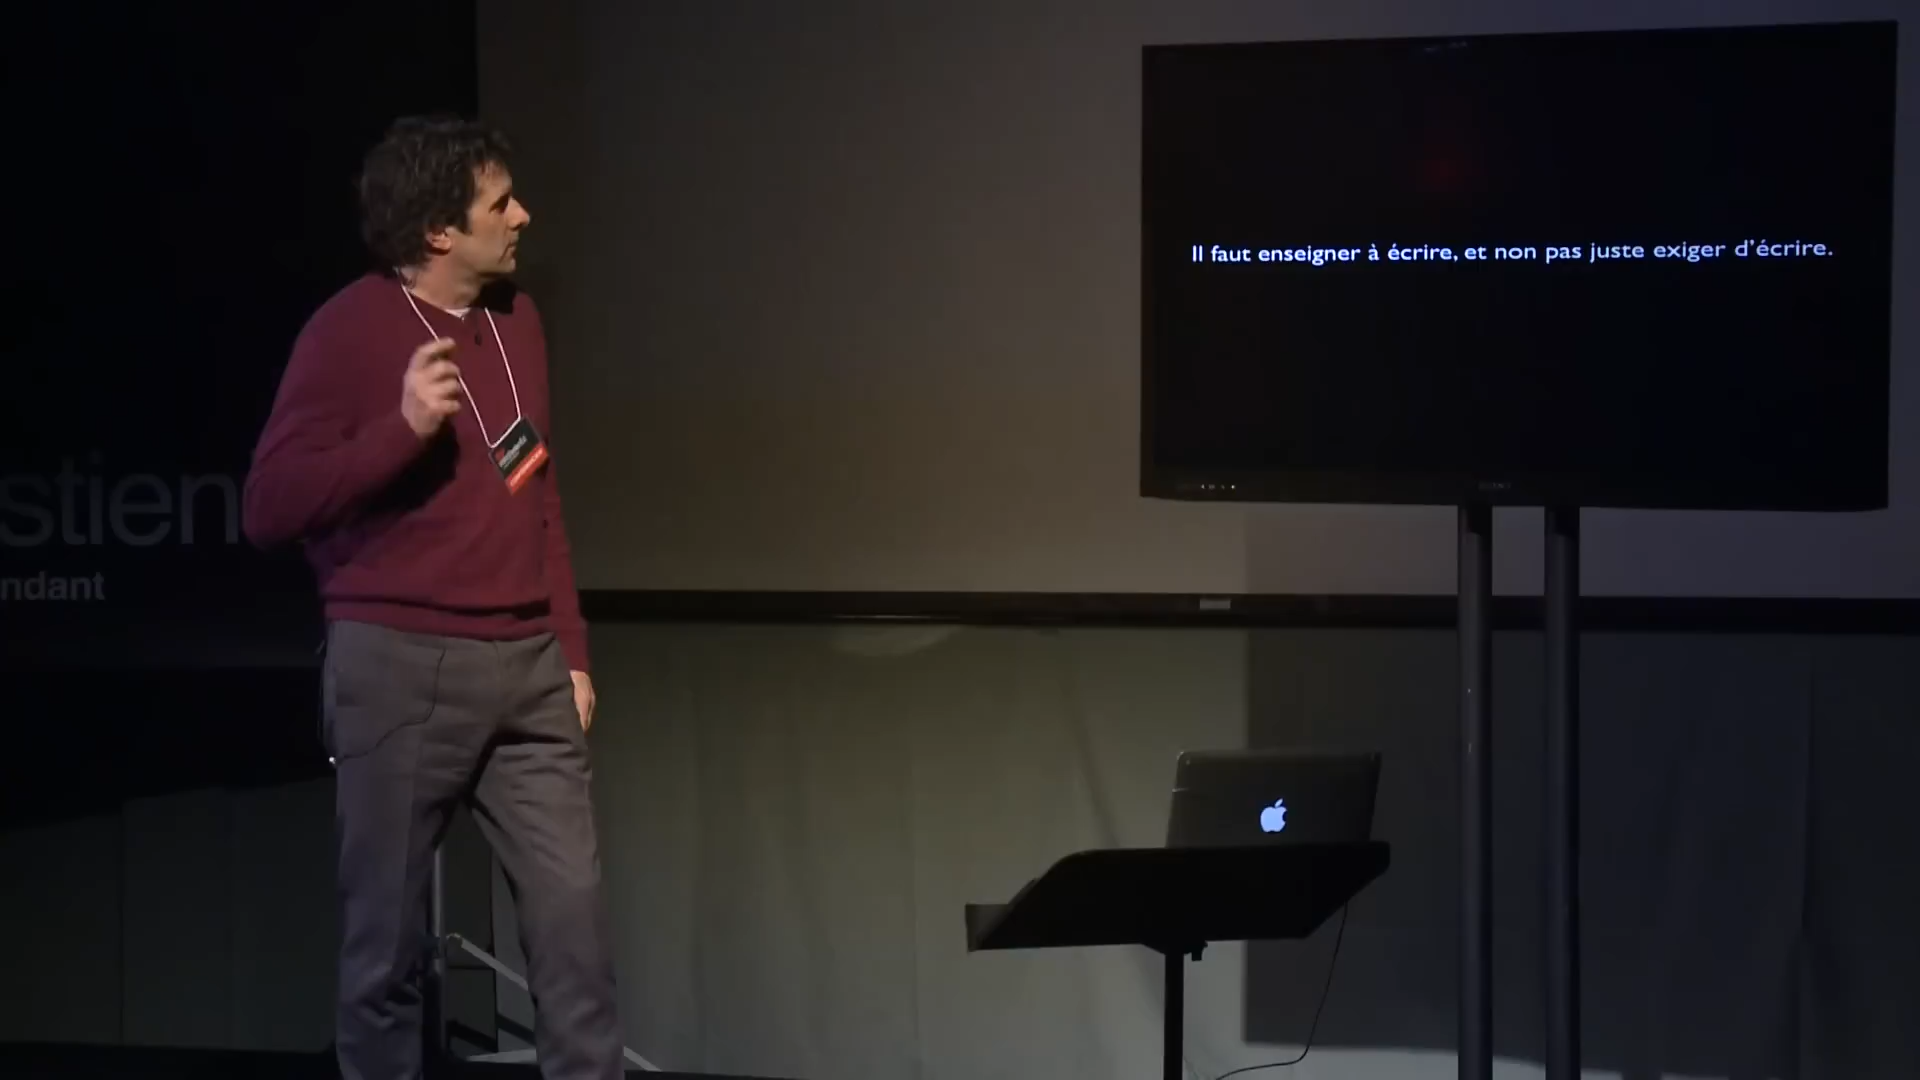 Il faut enseigner à écrire, et non pas juste exiger d'écrire.
stien
ndant